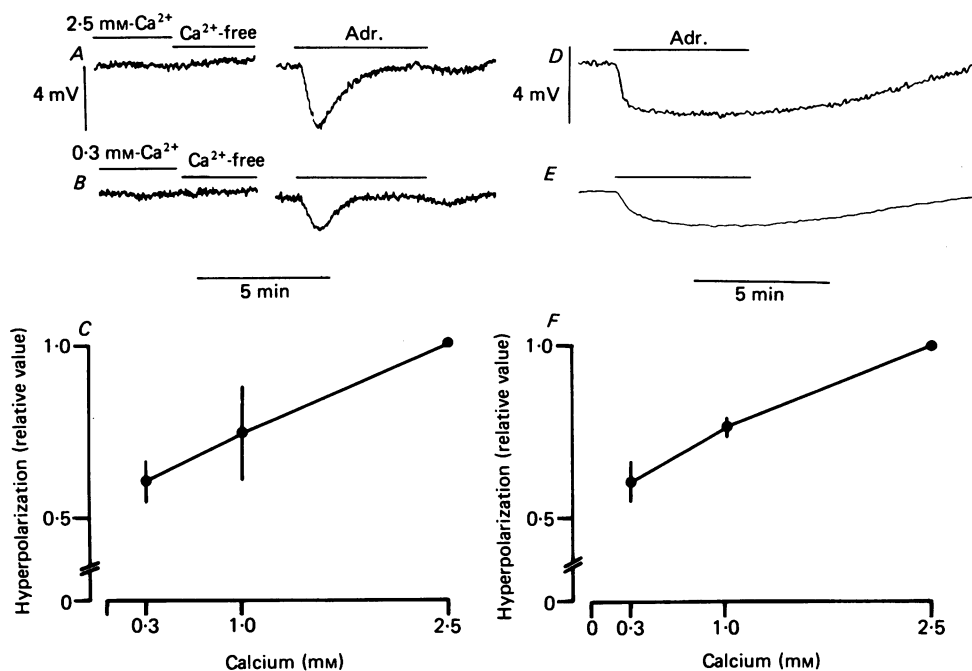 2·5 mM-Ca2+
Ca2+-free
Adr.
A
4 mV
D
Adr.
4 mV
0·3 mM-Ca2+
Ca2+-free
B
E
5 min
5 min
C
Hyperpolarization (relative value)
1·0
0·5
0
0·3
1·0
2·5
Calcium (mM)
F
Hyperpolarization (relative value)
1·0
0·5
0
0
0·3
1·0
2·5
Calcium (mM)